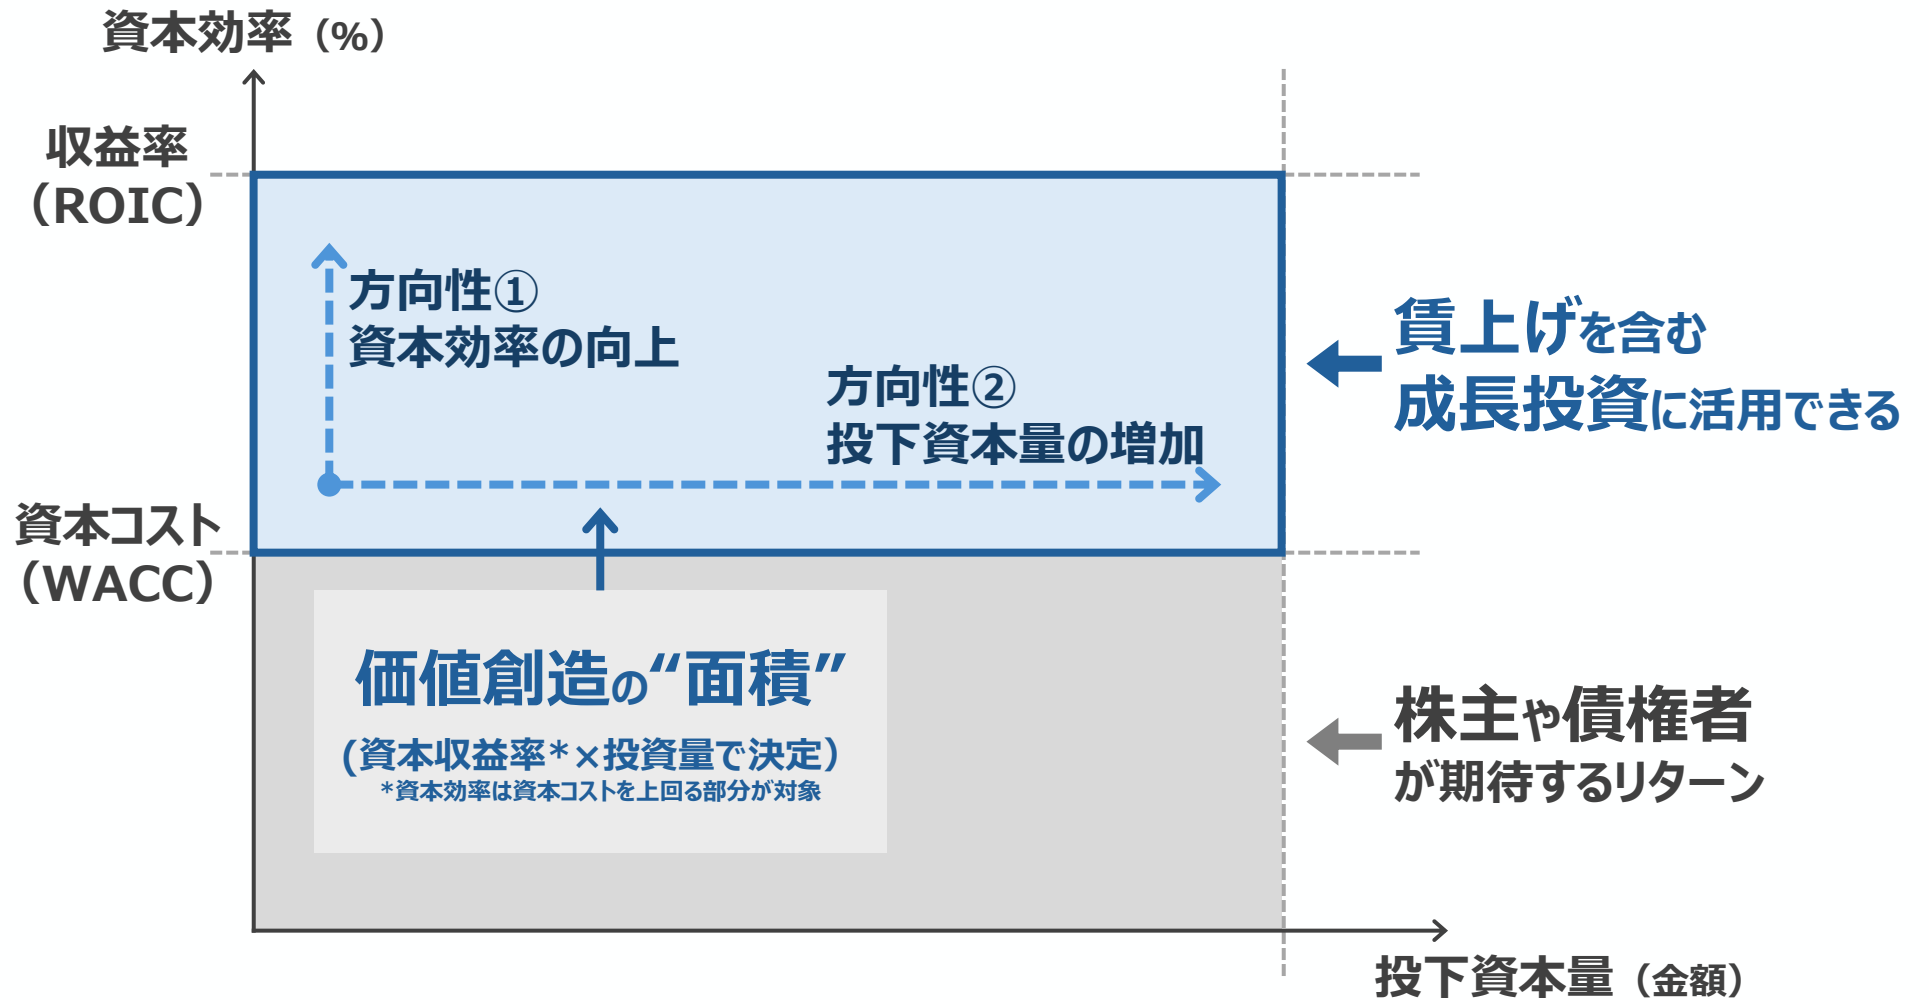 資本効率（%）
収益率
（ROIC）
方向性①
資本効率の向上
方向性②
投下資本量の増加
賃上げを含む
成長投資に活用できる
資本コスト
（WACC）
価値創造の“面積”
(資本収益率*×投資量で決定）
*資本効率は資本コストを上回る部分が対象
株主や債権者
が期待するリターン
投下資本量（金額）